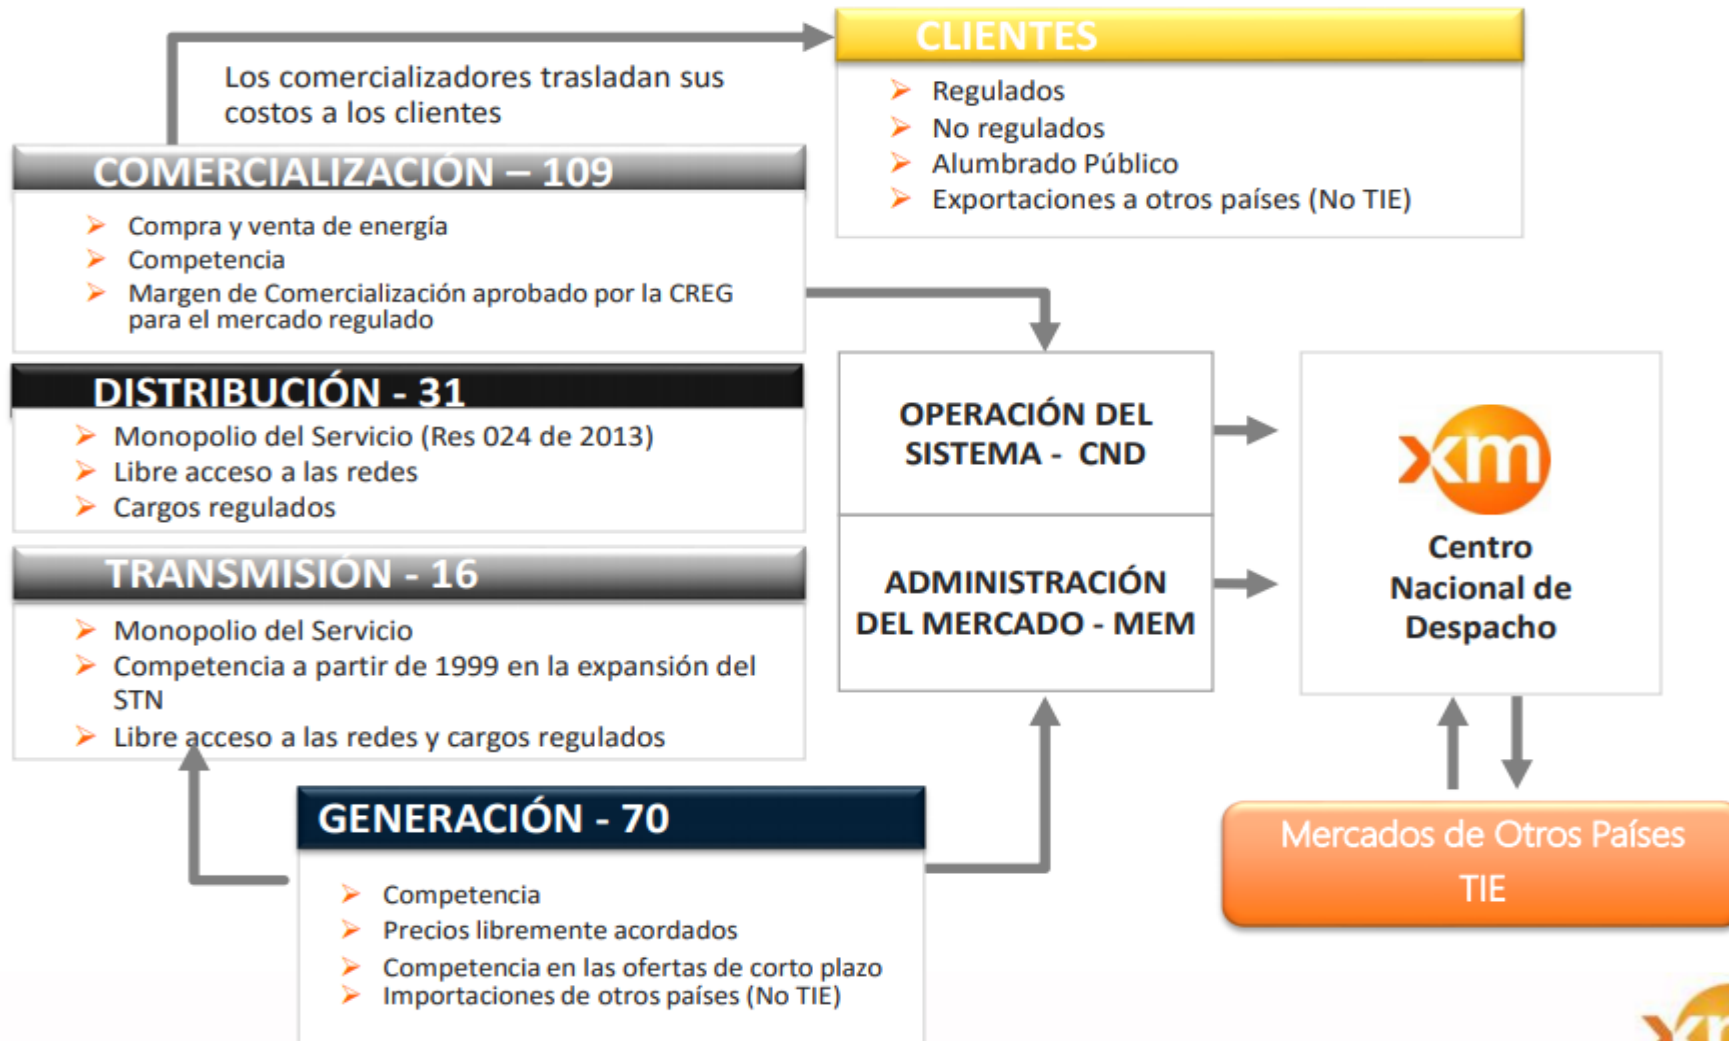 CLIENTES
Los comercializadores trasladan sus
costos a los clientes
Regulados
No regulados
Alumbrado Público
Exportaciones a otros países (No TIE)
COMERCIALIZACIÓN – 109
Compra y venta de energía
Competencia
Margen de Comercialización aprobado por la CREG
para el mercado regulado
DISTRIBUCIÓN - 31
Monopolio del Servicio (Res 024 de 2013)
Libre acceso a las redes
Cargos regulados
TRANSMISIÓN - 16
Monopolio del Servicio
Competencia a partir de 1999 en la expansión del
STN
Libre acceso a las redes y cargos regulados
GENERACIÓN - 70
Competencia
Precios libremente acordados
Competencia en las ofertas de corto plazo
Importaciones de otros países (No TIE)
OPERACIÓN DEL
SISTEMA - CND
ADMINISTRACIÓN
DEL MERCADO - MEM
xm
Centro
Nacional de
Despacho
Mercados de Otros Países
TIE